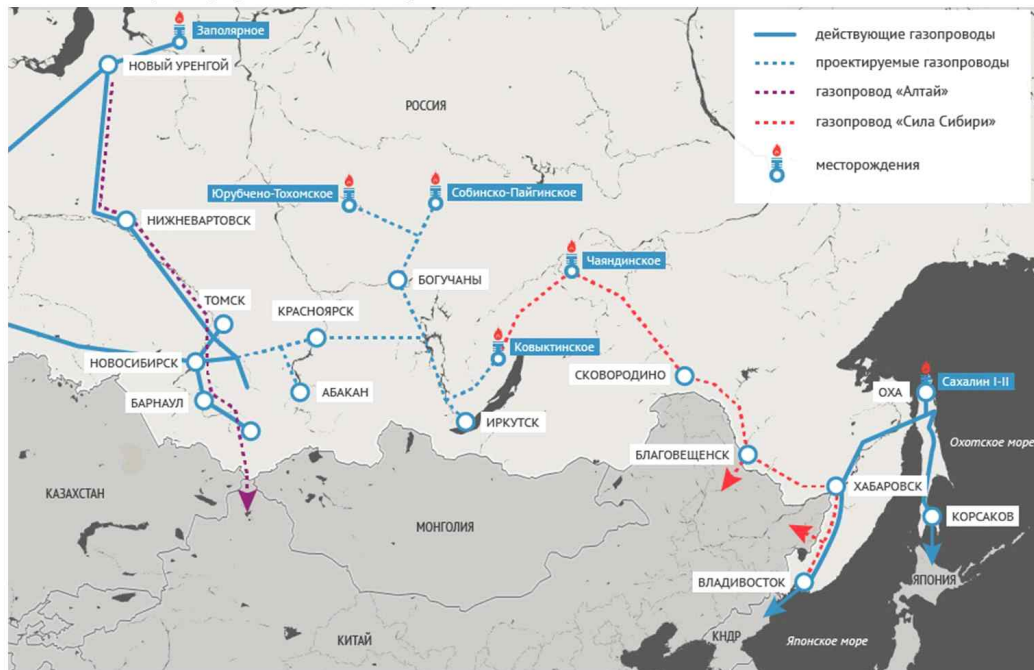 Заполярное
НОВЫЙ УРЕНГОЙ
РОССИЯ
действующие газопроводы
проектируемые газопроводы
газопровод «Алтай»
газопровод «Сила Сибири»
месторождения
Юрубчено-Тохомское
Собинско-Пайгинское
НИЖНЕВАРТОВСК
Чаяндинское
БОГУЧАНЫ
ТОМСК
КРАСНОЯРСК
Ковыктинское
НОВОСИБИРСК
СКОВОРОДИНО
Сахалин I-II
БАРНАУЛ
АБАКАН
ОХА
ИРКУТСК
Охотское море
БЛАГОВЕЩЕНСК
ХАБАРОВСК
КАЗАХСТАН
МОНГОЛИЯ
КОРСАКОВ
ВЛАДИВОСТОК
ЯПОНИЯ
КИТАЙ
КНДР
Японское море